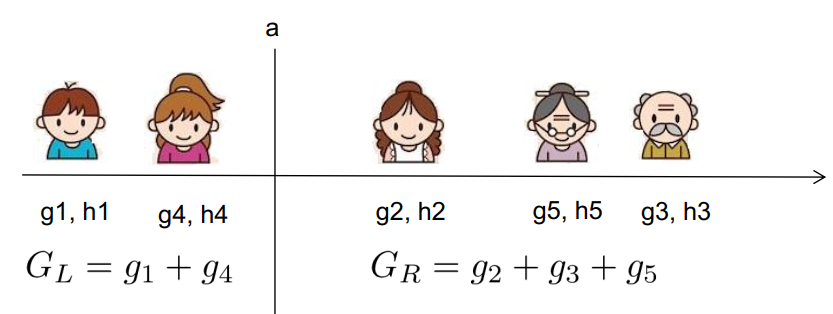 a
g1, h1 g4, h4 g2, h2 g5, h5 g3, h3
G_L = g_1 + g_4 G_R = g_2 + g_3 + g_5